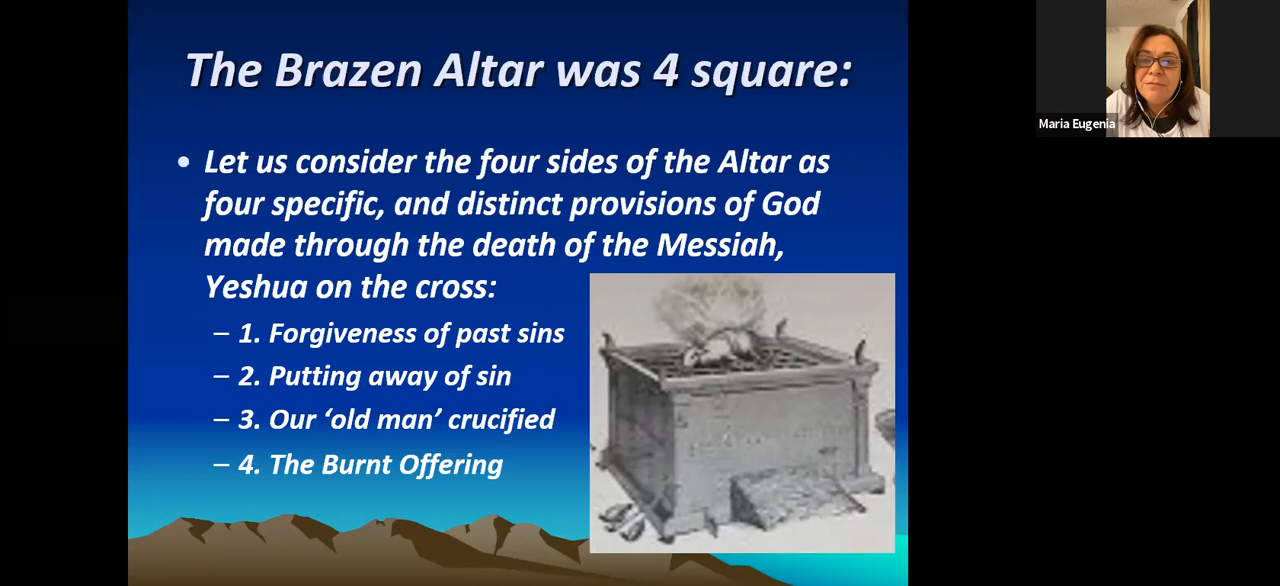 The Brazen Altar was 4 square:
• Let us consider the four sides of the Altar as
four specific, and distinct provisions of God
made through the death of the Messiah,
Yeshua on the cross:
– 1. Forgiveness of past sins
– 2. Putting away of sin
– 3. Our ‘old man’ crucified
– 4. The Burnt Offering
Maria Eugenia